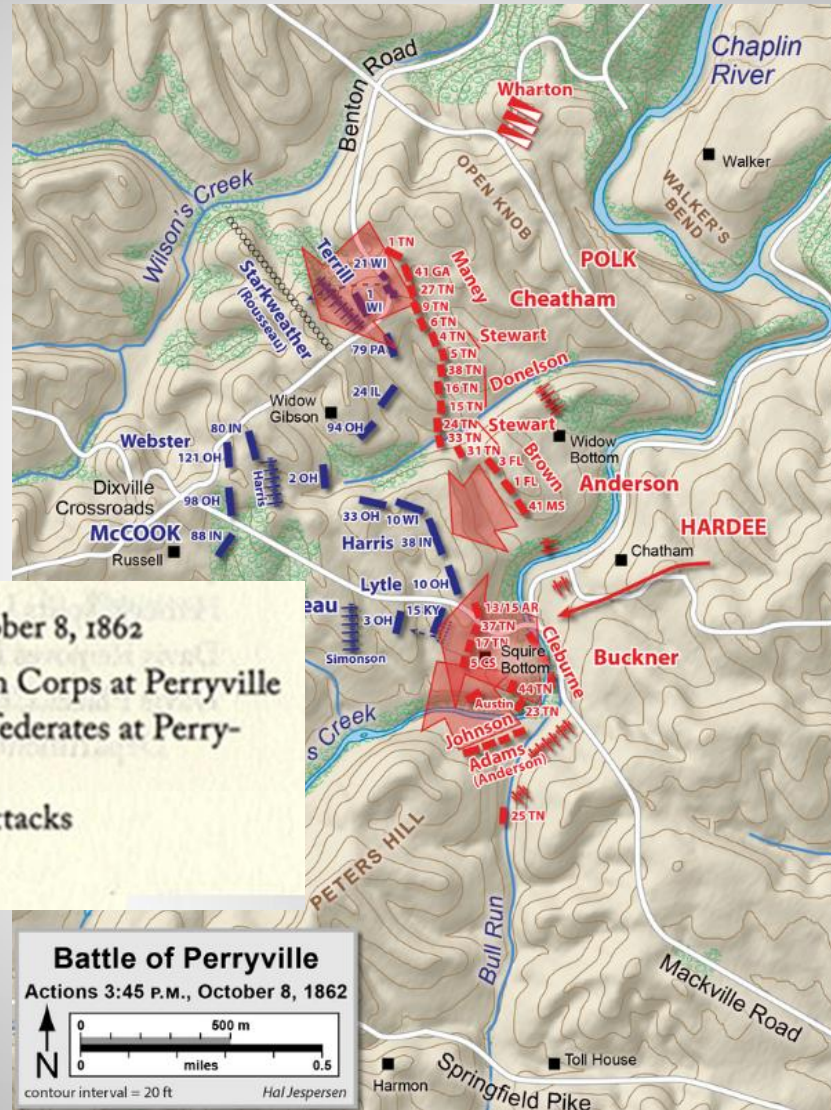 Chaplin
River
Benton Road
Wharton
OPEN KNOB
Walker
WALKER'S
BEND
Wilson's Creek
POLK
Starkweather
(Rousseau)
Terrill
1 TN
21 WI
1
WI
41 GA
Maney
27 TN
9 TN
Cheatham
6 TN
4 TN
Stewart
5 TN
79 PA
38 TN
Donelson
16 TN
24 IL
15 TN
Widow
Gibson
94 OH
24 TN
Stewart
33 TN
31 TN
Widow
Bottom
Webster
80 IN
121 OH
Harris
2 OH
3 FL
Brown
1 FL
Anderson
41 MS
Dixville
Crossroads
98 OH
McCOOK
88 IN
Russell
33 OH
10 WI
Harris
38 IN
HARDEE
Chatham
Lytle
10 OH
eau
15 KY
3 OH
Simonson
13/15 AR
37 TN
17 TN
5 CS
Squire
Bottom
Cleburne
Buckner
44 TN
Austin
23 TN
s Creek
Johnson
Adams
(Anderson)
25 TN
ber 8, 1862
n Corps at Perryville
federates at Perry-
ttacks
PETERS HILL
Bull Run
Mackville Road
Battle of Perryville
Actions 3:45 P.M., October 8, 1862
0 500 m
N
0 miles 0.5
contour interval = 20 ft Hal Jespersen
Harmon
Toll House
Springfield Pike